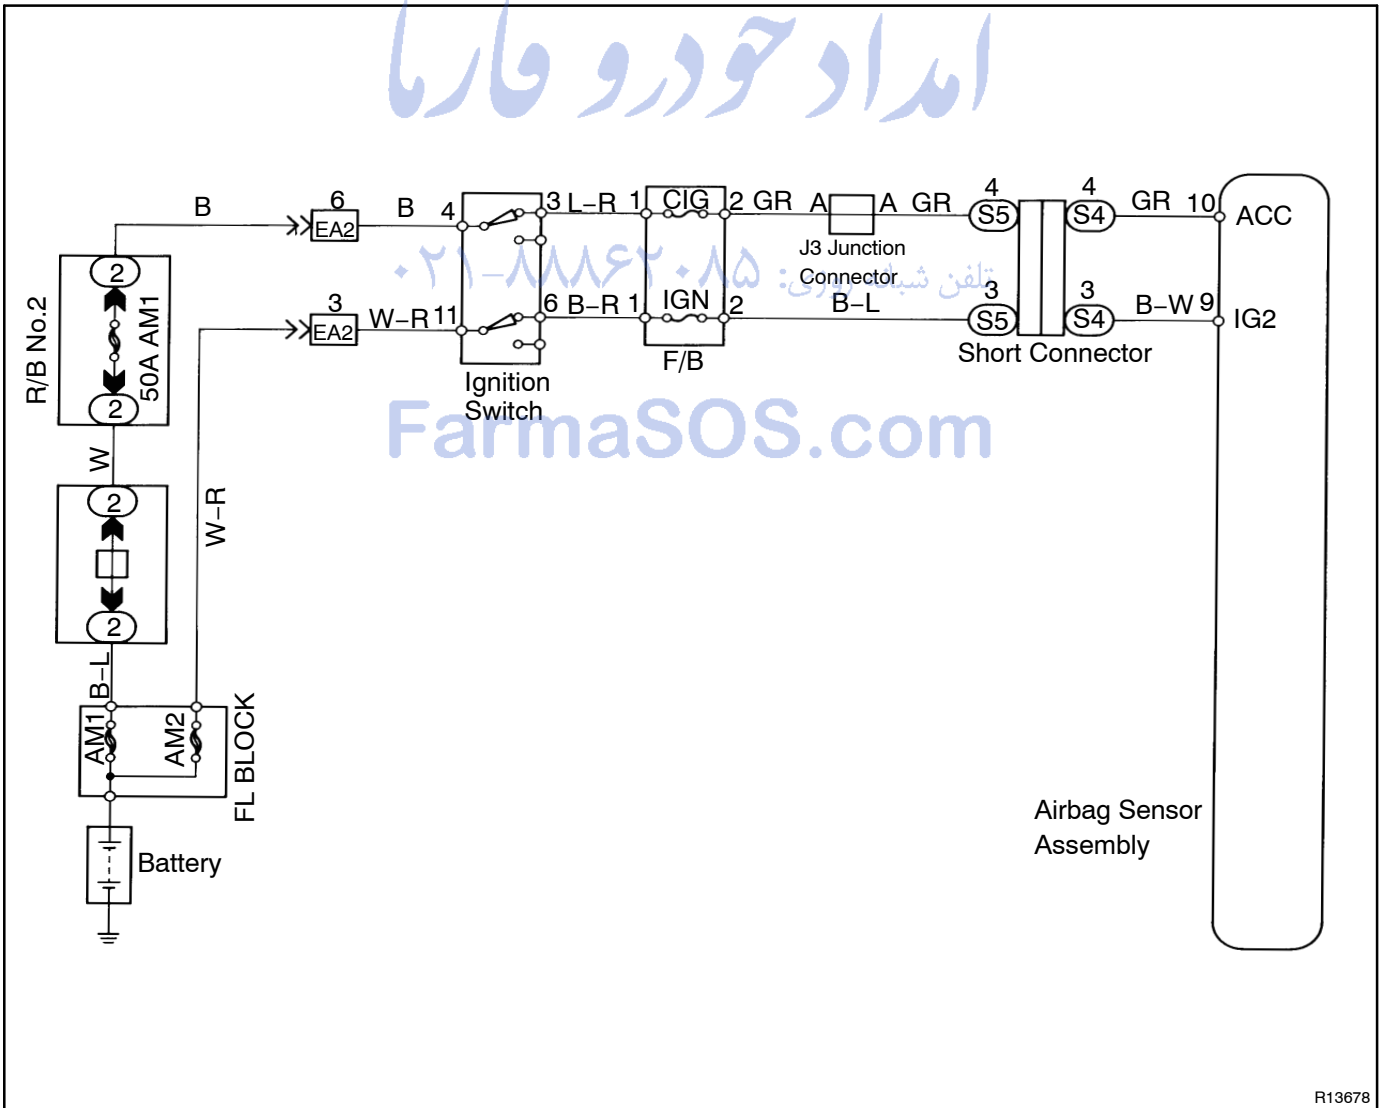 امداد خودرو فارما
B
6
EA2
B
4
3
L–R
1
CIG
2
GR
A
A
GR
4
S5
4
S4
GR
10
ACC
J3 Junction
Connector
تلفن شبانه روزی: ۰۲۱-۸۸۸۶۲۰۸۵
3
EA2
W–R
11
6
B–R
1
IGN
2
B–L
3
S5
3
S4
B–W
9
IG2
F/B
Short Connector
Ignition
Switch
FarmaSOS.com
R/B No.2
2
50A AM1
2
W
2
2
W–R
B–L
AM1
AM2
FL BLOCK
Battery
Airbag Sensor
Assembly
R13678